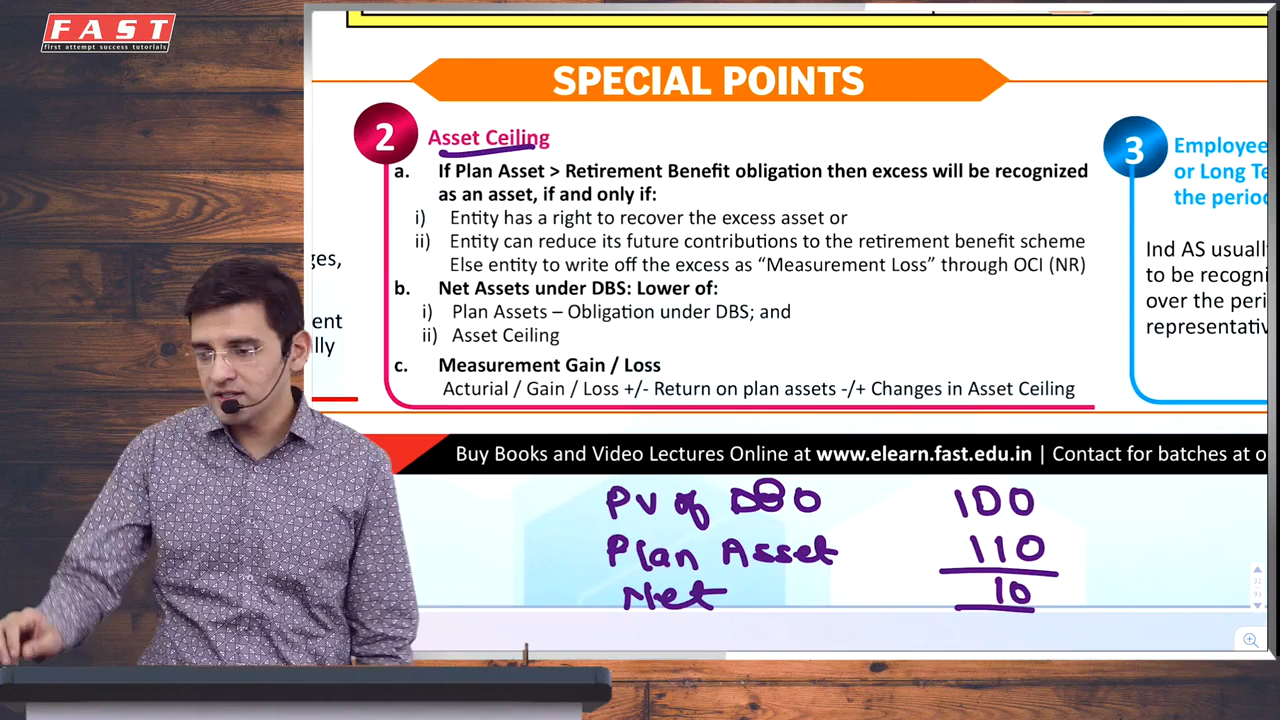 FAST
first attempt success tutorials
SPECIAL POINTS
2
Asset Ceiling
a. If Plan Asset > Retirement Benefit obligation then excess will be recognized
as an asset, if and only if:
i) Entity has a right to recover the excess asset or
ii) Entity can reduce its future contributions to the retirement benefit scheme
Else entity to write off the excess as “Measurement Loss” through OCI (NR)
b. Net Assets under DBS: Lower of:
i) Plan Assets – Obligation under DBS; and
ii) Asset Ceiling
c. Measurement Gain / Loss
Acturial / Gain / Loss +/- Return on plan assets -/+ Changes in Asset Ceiling
3
Employee
or Long Te
the period
Ind AS usuall
to be recogni
over the peri
representativ
ges,
ent
lly
Buy Books and Video Lectures Online at www.elearn.fast.edu.in | Contact for batches at o
PV of DBO 100
Plan Asset 110
Net 10